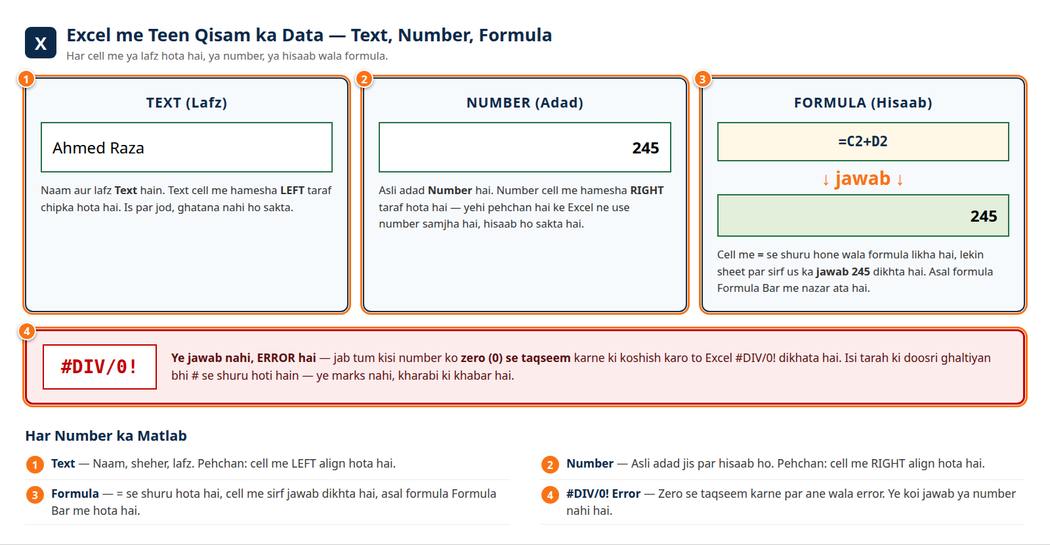 X
Excel me Teen Qisam ka Data — Text, Number, Formula
Har cell me ya lafz hota hai, ya number, ya hisaab wala formula.
1
TEXT (Lafz)
Ahmed Raza
Naam aur lafz Text hain. Text cell me hamesha LEFT taraf
chipka hota hai. Is par jod, ghatana nahi ho sakta.
2
NUMBER (Adad)
245
Asli adad Number hai. Number cell me hamesha RIGHT
taraf hota hai — yehi pehchan hai ke Excel ne use
number samjha hai, hisaab ho sakta hai.
3
FORMULA (Hisaab)
=C2+D2
↓ jawab ↓
245
Cell me = se shuru hone wala formula likha hai, lekin
sheet par sirf us ka jawab 245 dikhta hai. Asal formula
Formula Bar me nazar ata hai.
4
#DIV/0!
Ye jawab nahi, ERROR hai — jab tum kisi number ko zero (0) se taqseem karne ki koshish karo to Excel #DIV/0! dikhata hai. Isi tarah ki doosri ghaltiyan
bhi # se shuru hoti hain — ye marks nahi, kharabi ki khabar hai.
Har Number ka Matlab
1 Text — Naam, sheher, lafz. Pehchan: cell me LEFT align hota hai.
2 Number — Asli adad jis par hisaab ho. Pehchan: cell me RIGHT align hota hai.
3 Formula — = se shuru hota hai, cell me sirf jawab dikhta hai, asal formula Formula
Bar me hota hai.
4 #DIV/0! Error — Zero se taqseem karne par ane wala error. Ye koi jawab ya number
nahi hai.